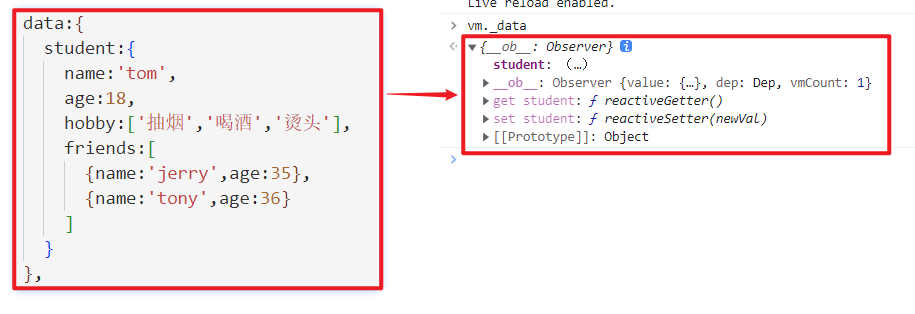 data:{
student:{
name:'tom',
age:18,
hobby:['抽烟','喝酒','烫头'],
friends:[
{name:'jerry',age:35},
{name:'tony',age:36}
]
}
},
Live reload enabled.
> vm._data
{__ob__: Observer}
student: (...)
__ob__: Observer {value: {…}, dep: Dep, vmCount: 1}
get student: ƒ reactiveGetter()
set student: ƒ reactiveSetter(newVal)
[[Prototype]]: Object
>